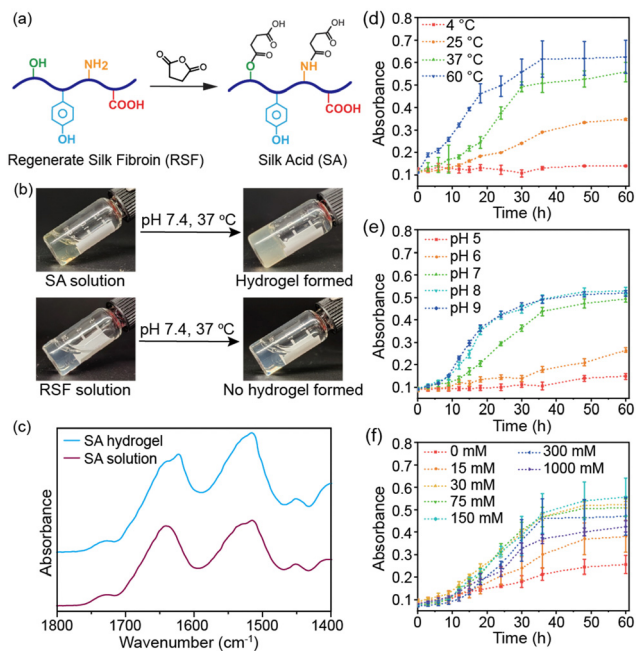 (a)
OH
NH₂
COOH
OH
Regenerate Silk Fibroin (RSF)
O
O
O
OH
O
O
O
OH
O
O
NH
COOH
OH
Silk Acid (SA)
(b)
pH 7.4, 37 °C
SA solution
Hydrogel formed
pH 7.4, 37 °C
RSF solution
No hydrogel formed
(c)
SA hydrogel
SA solution
Absorbance
1800
1700
1600
1500
1400
Wavenumber (cm⁻¹)
(d)
4 °C
25 °C
37 °C
60 °C
Absorbance
0.8
0.7
0.6
0.5
0.4
0.3
0.2
0.1
0 10 20 30 40 50 60
Time (h)
(e)
pH 5
pH 6
pH 7
pH 8
pH 9
Absorbance
0.8
0.7
0.6
0.5
0.4
0.3
0.2
0.1
0 10 20 30 40 50 60
Time (h)
(f)
0 mM
15 mM
30 mM
75 mM
150 mM
300 mM
1000 mM
Absorbance
0.8
0.7
0.6
0.5
0.4
0.3
0.2
0.1
0 10 20 30 40 50 60
Time (h)